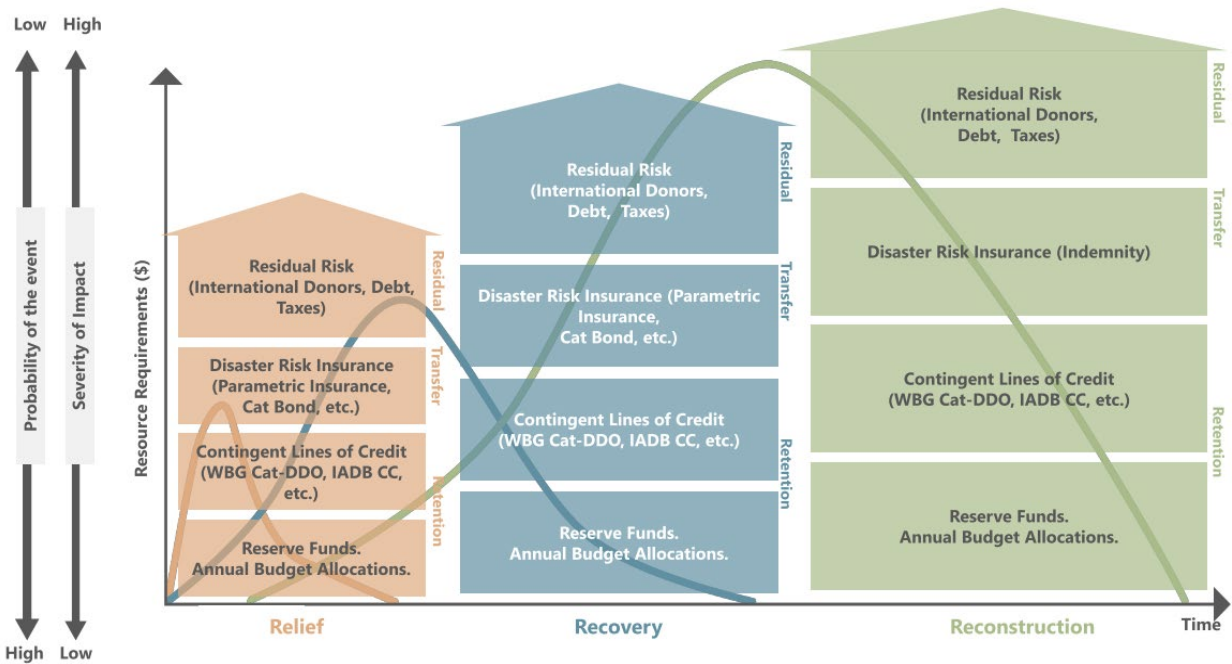 Low
High
Probability of the event
Severity of Impact
High
Low
Resource Requirements ($)
Residual Risk
(International Donors, Debt,
Taxes)
Residual
Disaster Risk Insurance
(Parametric Insurance,
Cat Bond, etc.)
Transfer
Contingent Lines of Credit
(WBG Cat-DDO, IADB CC,
etc.)
Retention
Reserve Funds.
Annual Budget Allocations.
Relief
Residual Risk
(International Donors,
Debt, Taxes)
Residual
Disaster Risk Insurance (Parametric
Insurance,
Cat Bond, etc.)
Transfer
Contingent Lines of Credit
(WBG Cat-DDO, IADB CC, etc.)
Retention
Reserve Funds.
Annual Budget Allocations.
Recovery
Residual Risk
(International Donors,
Debt, Taxes)
Residual
Disaster Risk Insurance (Indemnity)
Transfer
Contingent Lines of Credit
(WBG Cat-DDO, IADB CC, etc.)
Retention
Reserve Funds.
Annual Budget Allocations.
Reconstruction
Time